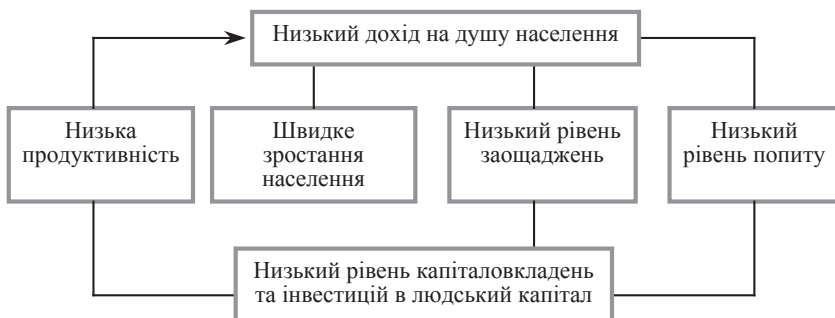 Низький дохід на душу населення
Низька
продуктивність
Швидке
зростання
населення
Низький рівень
заощаджень
Низький
рівень попиту
Низький рівень капіталовкладень
та інвестицій в людський капітал